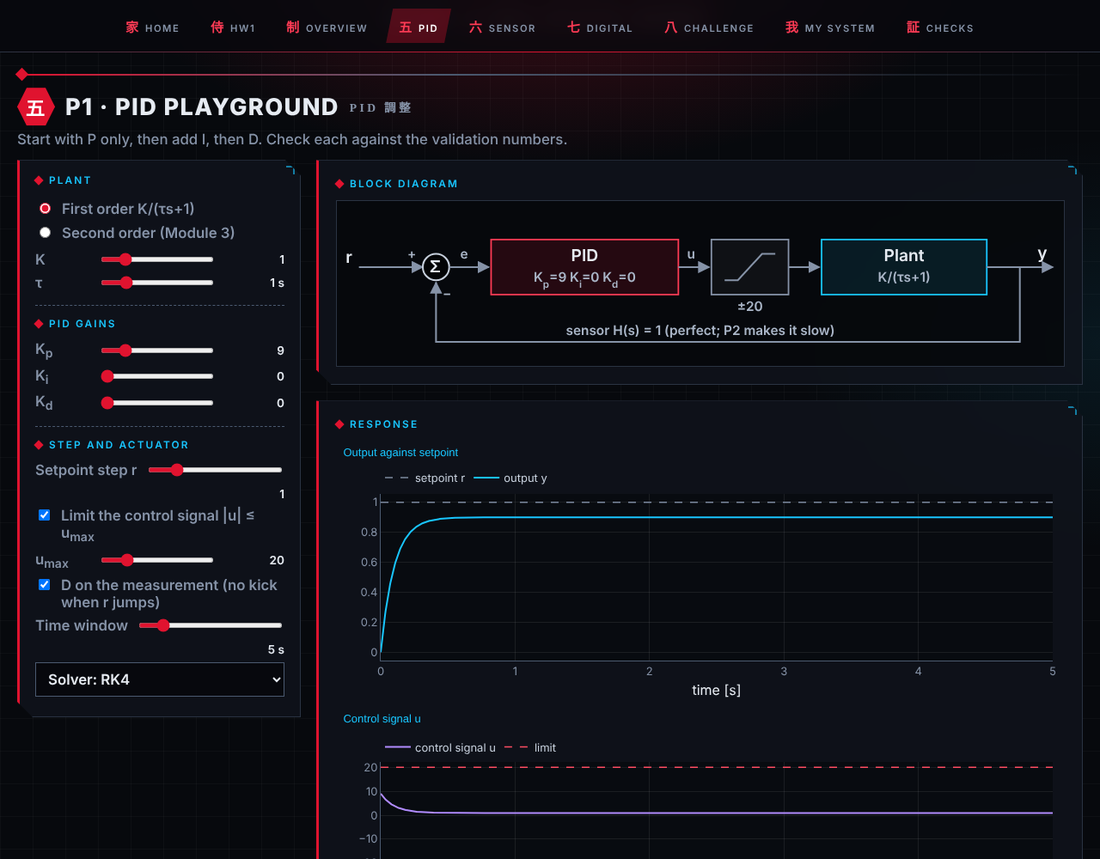 家 HOME 侍 HW1 制 OVERVIEW 五 PID 六 SENSOR 七 DIGITAL 八 CHALLENGE 我 MY SYSTEM 証 CHECKS
五 P1 · PID PLAYGROUND PID 調整
Start with P only, then add I, then D. Check each against the validation numbers.
PLANT
First order K/(τs+1)
Second order (Module 3)
K 1
τ 1 s
PID GAINS
Kp 9
Ki 0
Kd 0
STEP AND ACTUATOR
Setpoint step r
1
Limit the control signal |u| ≤
umax
umax 20
D on the measurement (no kick
when r jumps)
Time window
5 s
Solver: RK4
BLOCK DIAGRAM
r + Σ e PID u Plant y
Kp=9 Ki=0 Kd=0 K/(τs+1)
−
±20
sensor H(s) = 1 (perfect; P2 makes it slow)
RESPONSE
Output against setpoint
setpoint r output y
1
0.8
0.6
0.4
0.2
0
0 1 2 3 4 5
time [s]
Control signal u
control signal u limit
20
10
0
−10